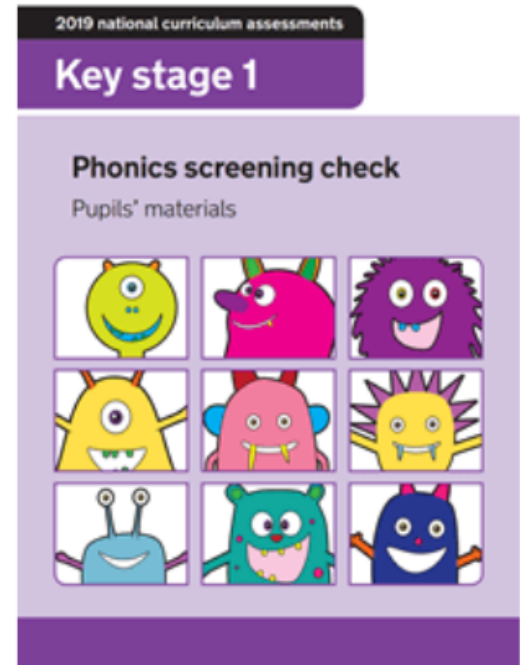 2019 national curriculum assessments
Key stage 1
Phonics screening check
Pupils' materials